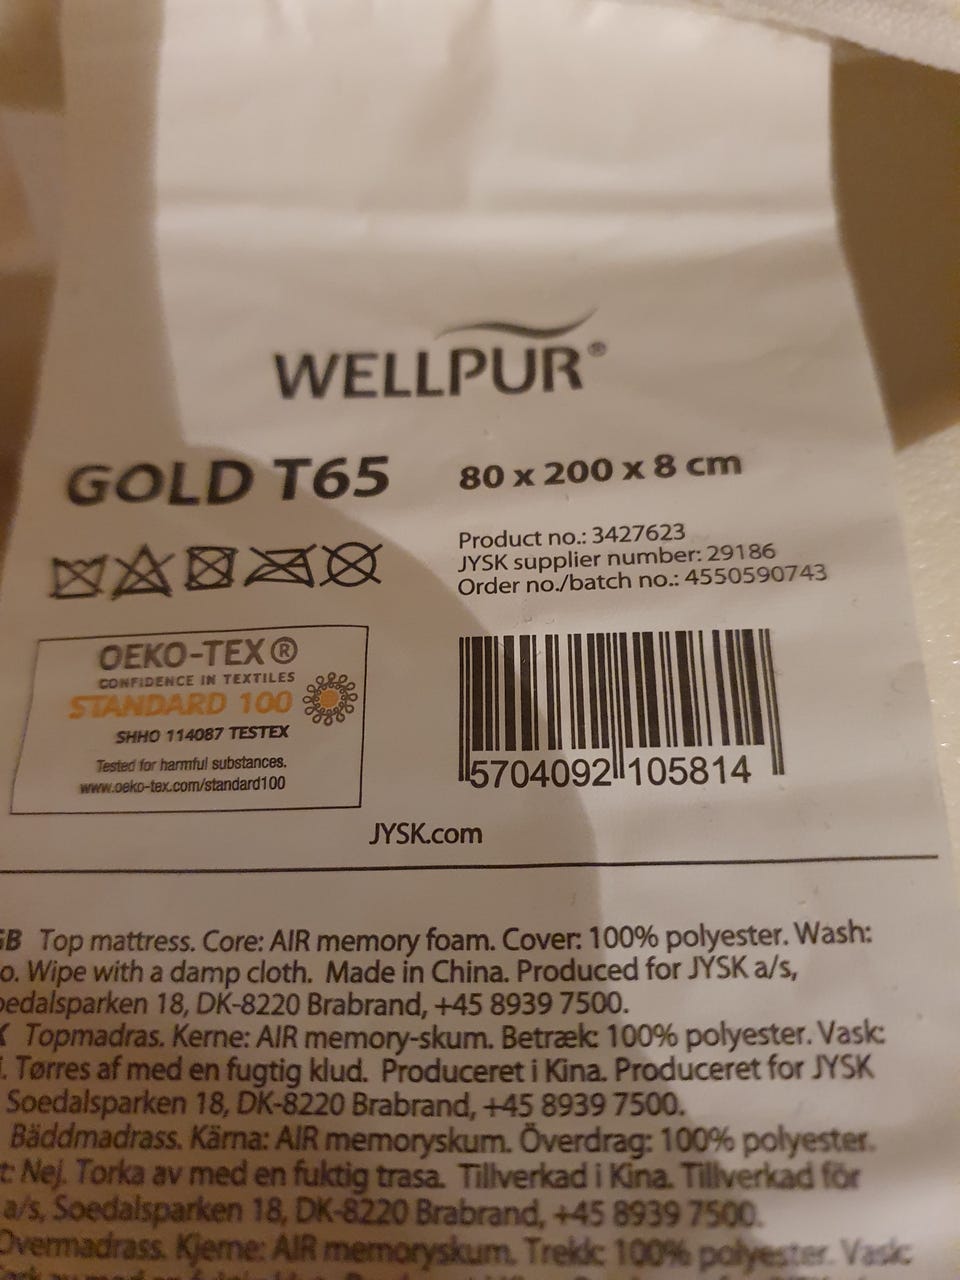 WELLPUR®
GOLD T65
80 x 200 x 8 cm
Product no.: 3427623
JYSK supplier number: 29186
Order no./batch no.: 4550590743
OEKO-TEX®
CONFIDENCE IN TEXTILES
STANDARD 100
SHHO 114087 TESTEX
Tested for harmful substances.
www.oeko-tex.com/standard100
5704092 105814
JYSK.com
GB Top mattress. Core: AIR memory foam. Cover: 100% polyester. Wash:
o. Wipe with a damp cloth. Made in China. Produced for JYSK a/s,
oedalsparken 18, DK-8220 Brabrand, +45 8939 7500.
K Topmadras. Kerne: AIR memory-skum. Betræk: 100% polyester. Vask:
. Tørres af med en fugtig klud. Produceret i Kina. Produceret for JYSK
Soedalsparken 18, DK-8220 Brabrand, +45 8939 7500.
Bäddmadrass. Kärna: AIR memoryskum. Överdrag: 100% polyester.
t: Nej. Torka av med en fuktig trasa. Tillverkad i Kina. Tillverkad för
a/s, Soedalsparken 18, DK-8220 Brabrand, +45 8939 7500.
Overmadrass. Kjerne: AIR memoryskum. Trekk: 100% polyester. Vask: